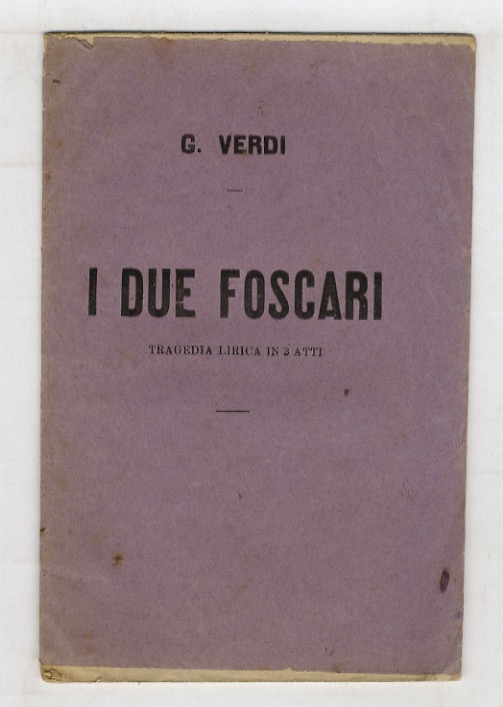 G. VERDI
I DUE FOSCARI
TRAGEDIA LIRICA IN 3 ATTI